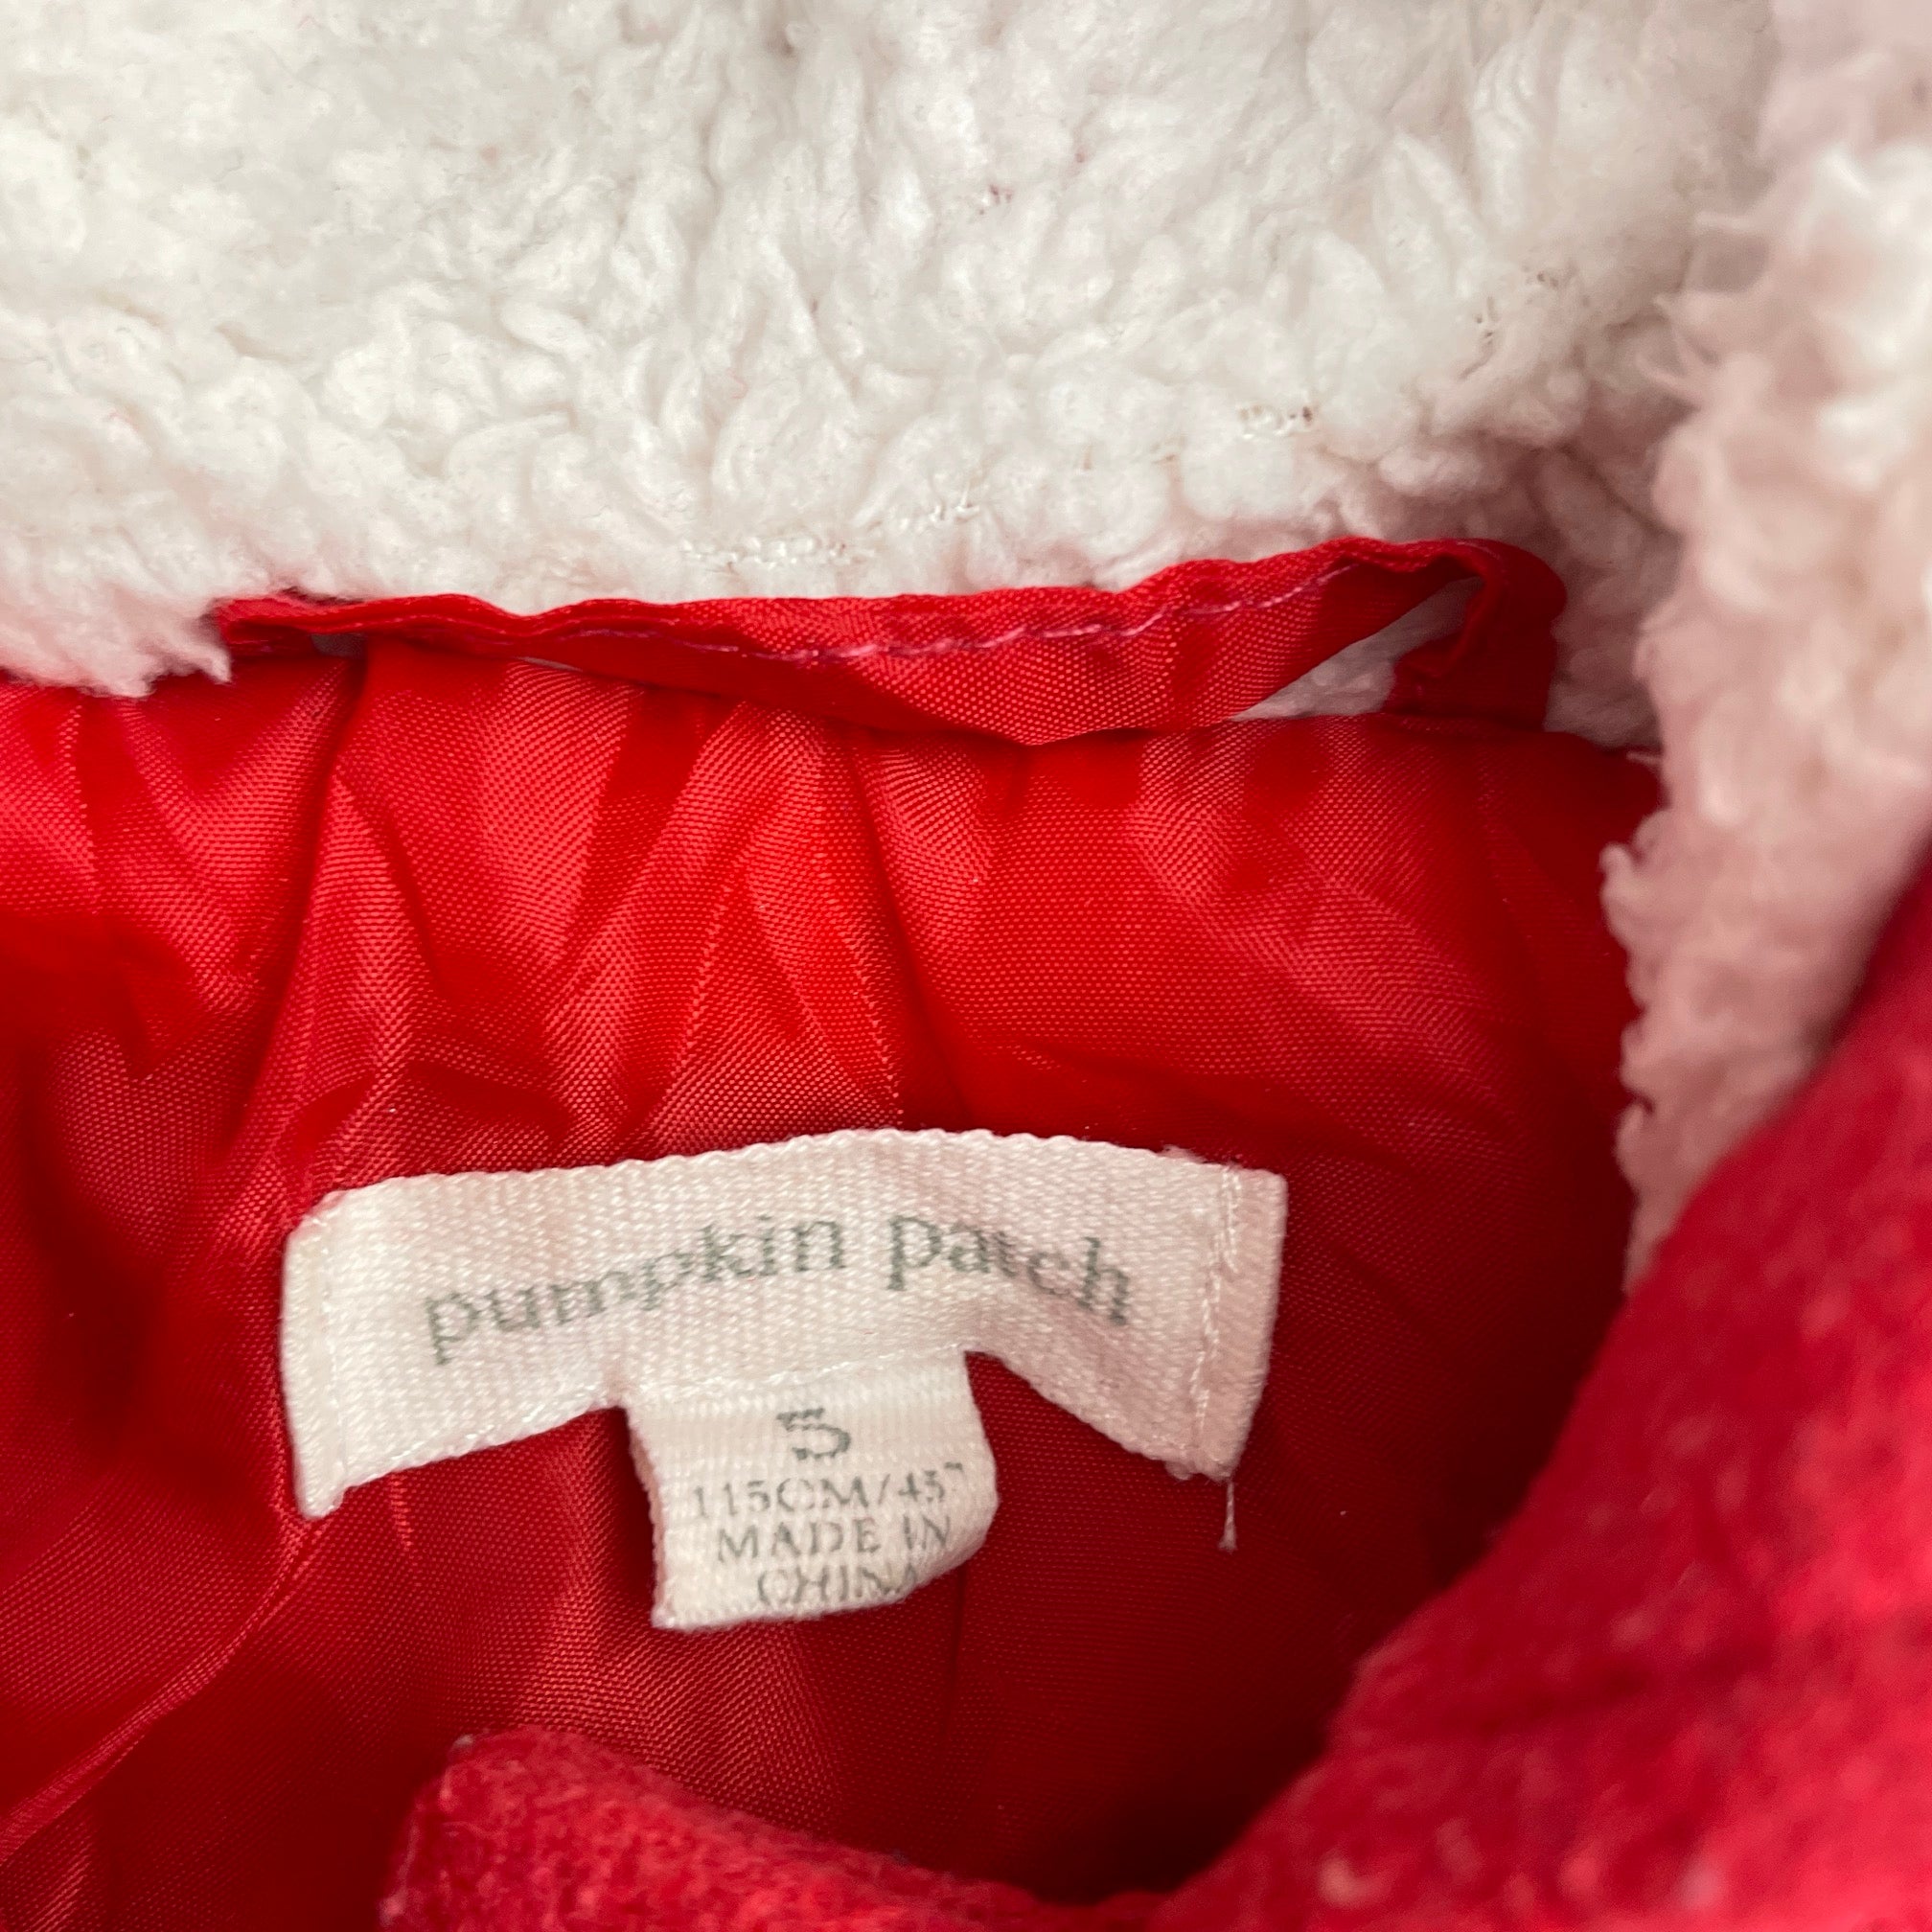 pumpkin patch
5
115CM/45"
MADE IN
CHINA